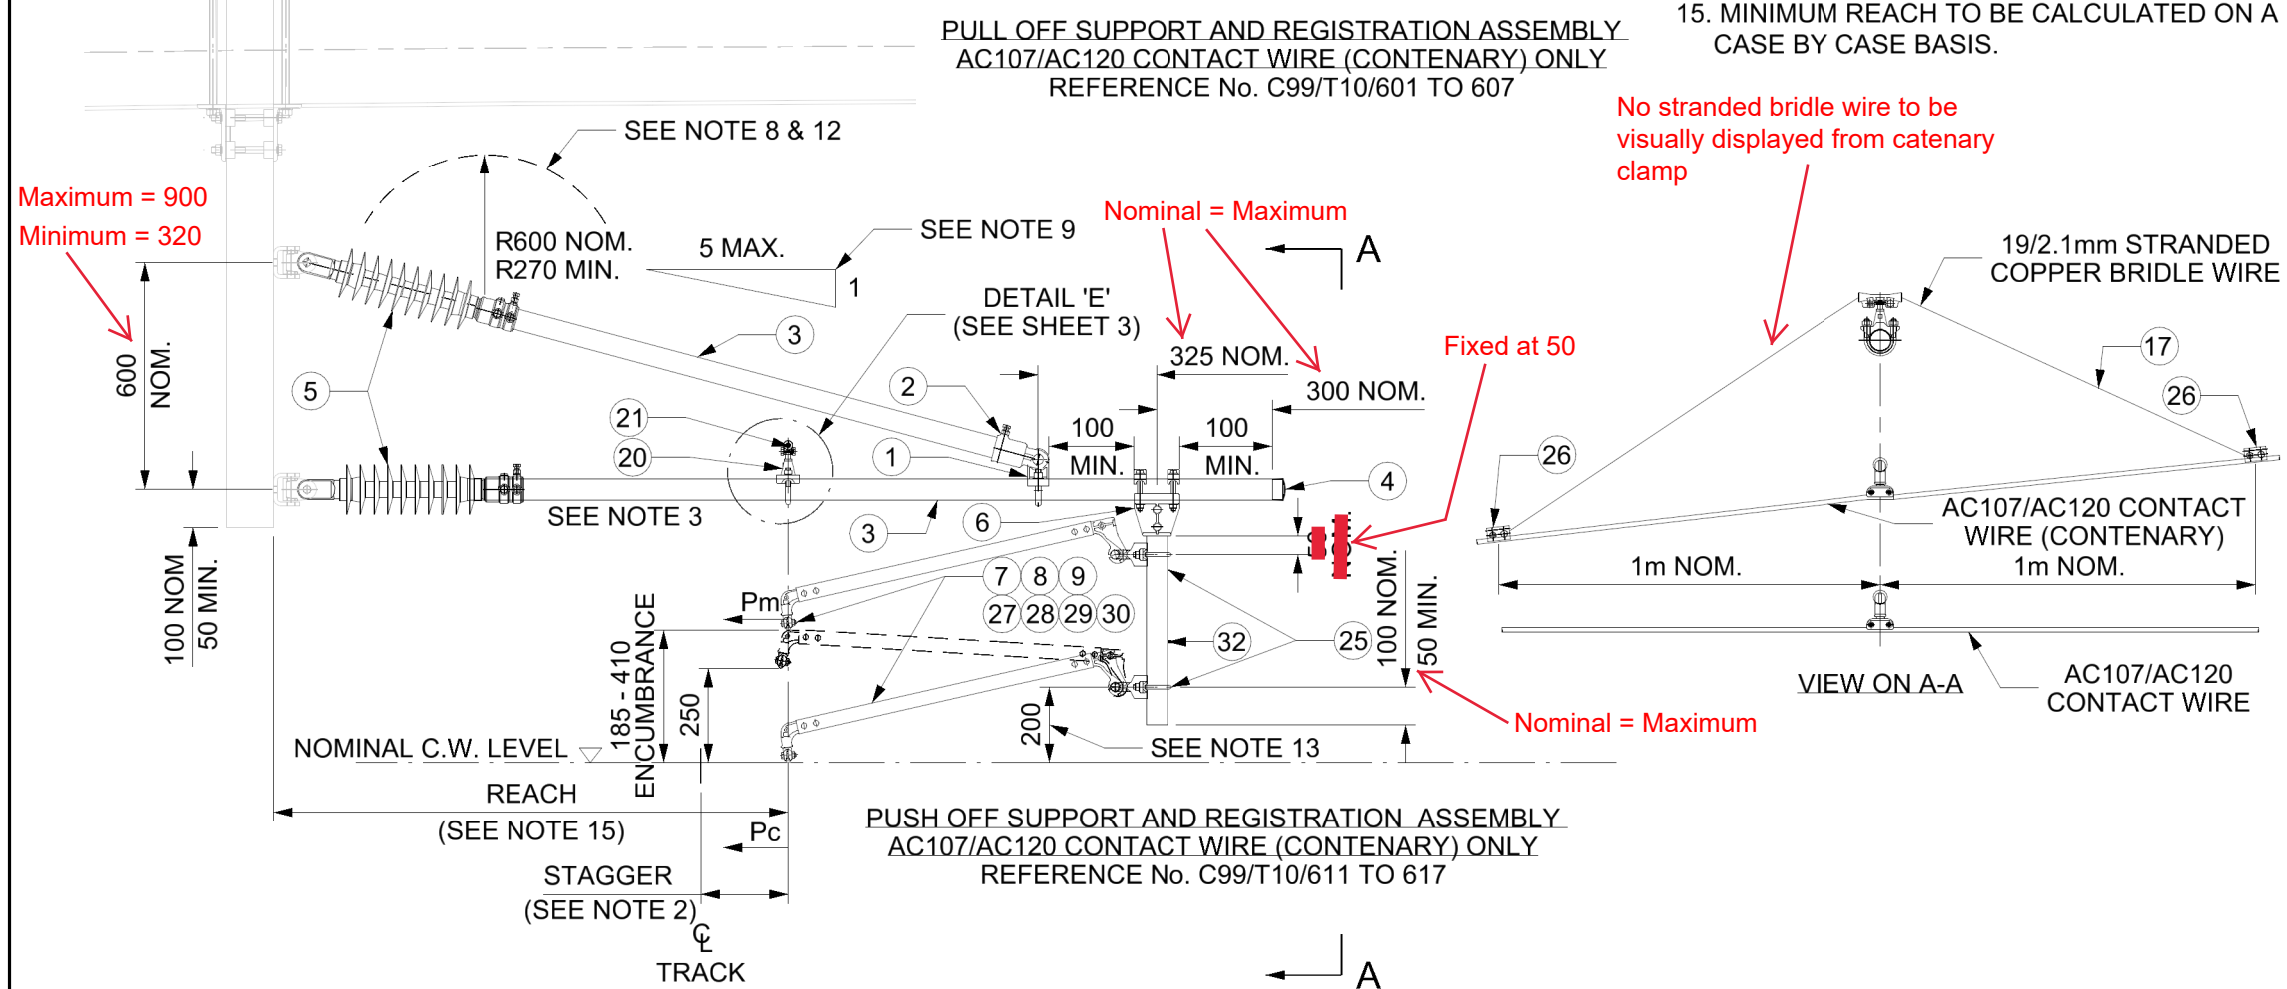 PULL OFF SUPPORT AND REGISTRATION ASSEMBLY
AC107/AC120 CONTACT WIRE (CONTENARY) ONLY
REFERENCE No. C99/T10/601 TO 607
15. MINIMUM REACH TO BE CALCULATED ON A
CASE BY CASE BASIS.
No stranded bridle wire to be
visually displayed from catenary
clamp
SEE NOTE 8 & 12
Maximum = 900
Minimum = 320
R600 NOM.
R270 MIN.
5 MAX.
1
SEE NOTE 9
Nominal = Maximum
A
19/2.1mm STRANDED
COPPER BRIDLE WIRE
DETAIL 'E'
(SEE SHEET 3)
3
325 NOM.
Fixed at 50
17
600
NOM.
5
2
300 NOM.
26
21
20
1
100
MIN.
100
MIN.
4
26
SEE NOTE 3
3
6
AC107/AC120 CONTACT
WIRE (CONTENARY)
1m NOM.
1m NOM.
100 NOM
50 MIN.
7 8 9
27 28 29 30
Pm
32
25
100 NOM.
50 MIN.
185 - 410
ENCUMBRANCE
250
200
VIEW ON A-A
AC107/AC120
CONTACT WIRE
Nominal = Maximum
NOMINAL C.W. LEVEL
SEE NOTE 13
REACH
(SEE NOTE 15)
Pc
PUSH OFF SUPPORT AND REGISTRATION ASSEMBLY
AC107/AC120 CONTACT WIRE (CONTENARY) ONLY
REFERENCE No. C99/T10/611 TO 617
STAGGER
(SEE NOTE 2)
℄
TRACK
A